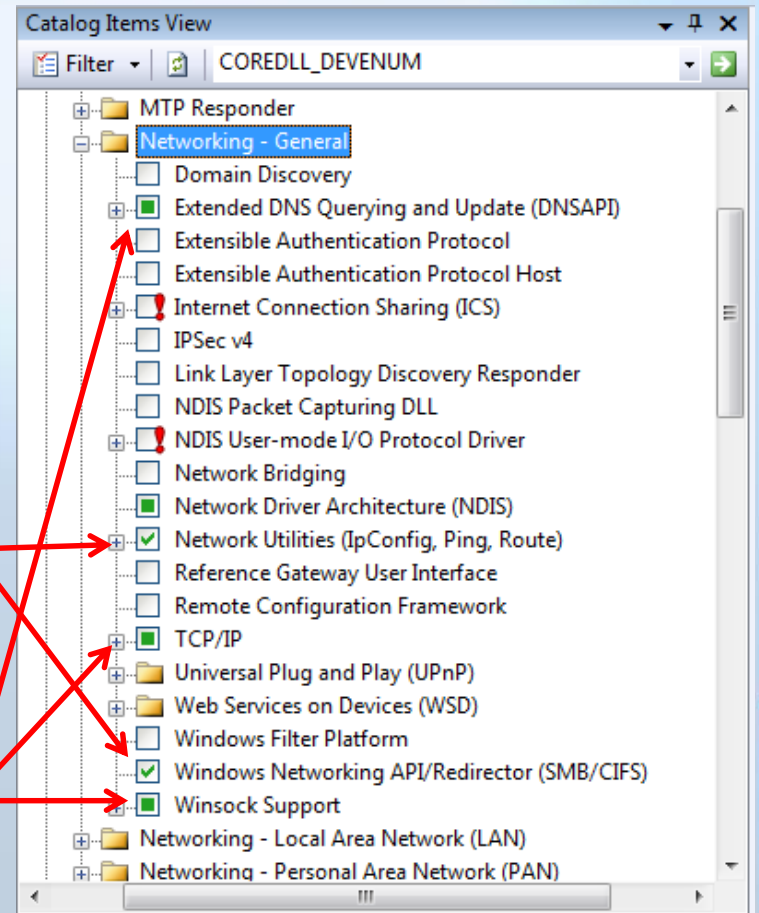 Catalog Items View
Filter COREDLL_DEVENUM
MTP Responder
Networking - General
Domain Discovery
Extended DNS Querying and Update (DNSAPI)
Extensible Authentication Protocol
Extensible Authentication Protocol Host
Internet Connection Sharing (ICS)
IPSec v4
Link Layer Topology Discovery Responder
NDIS Packet Capturing DLL
NDIS User-mode I/O Protocol Driver
Network Bridging
Network Driver Architecture (NDIS)
Network Utilities (IpConfig, Ping, Route)
Reference Gateway User Interface
Remote Configuration Framework
TCP/IP
Universal Plug and Play (UPnP)
Web Services on Devices (WSD)
Windows Filter Platform
Windows Networking API/Redirector (SMB/CIFS)
Winsock Support
Networking - Local Area Network (LAN)
Networking - Personal Area Network (PAN)